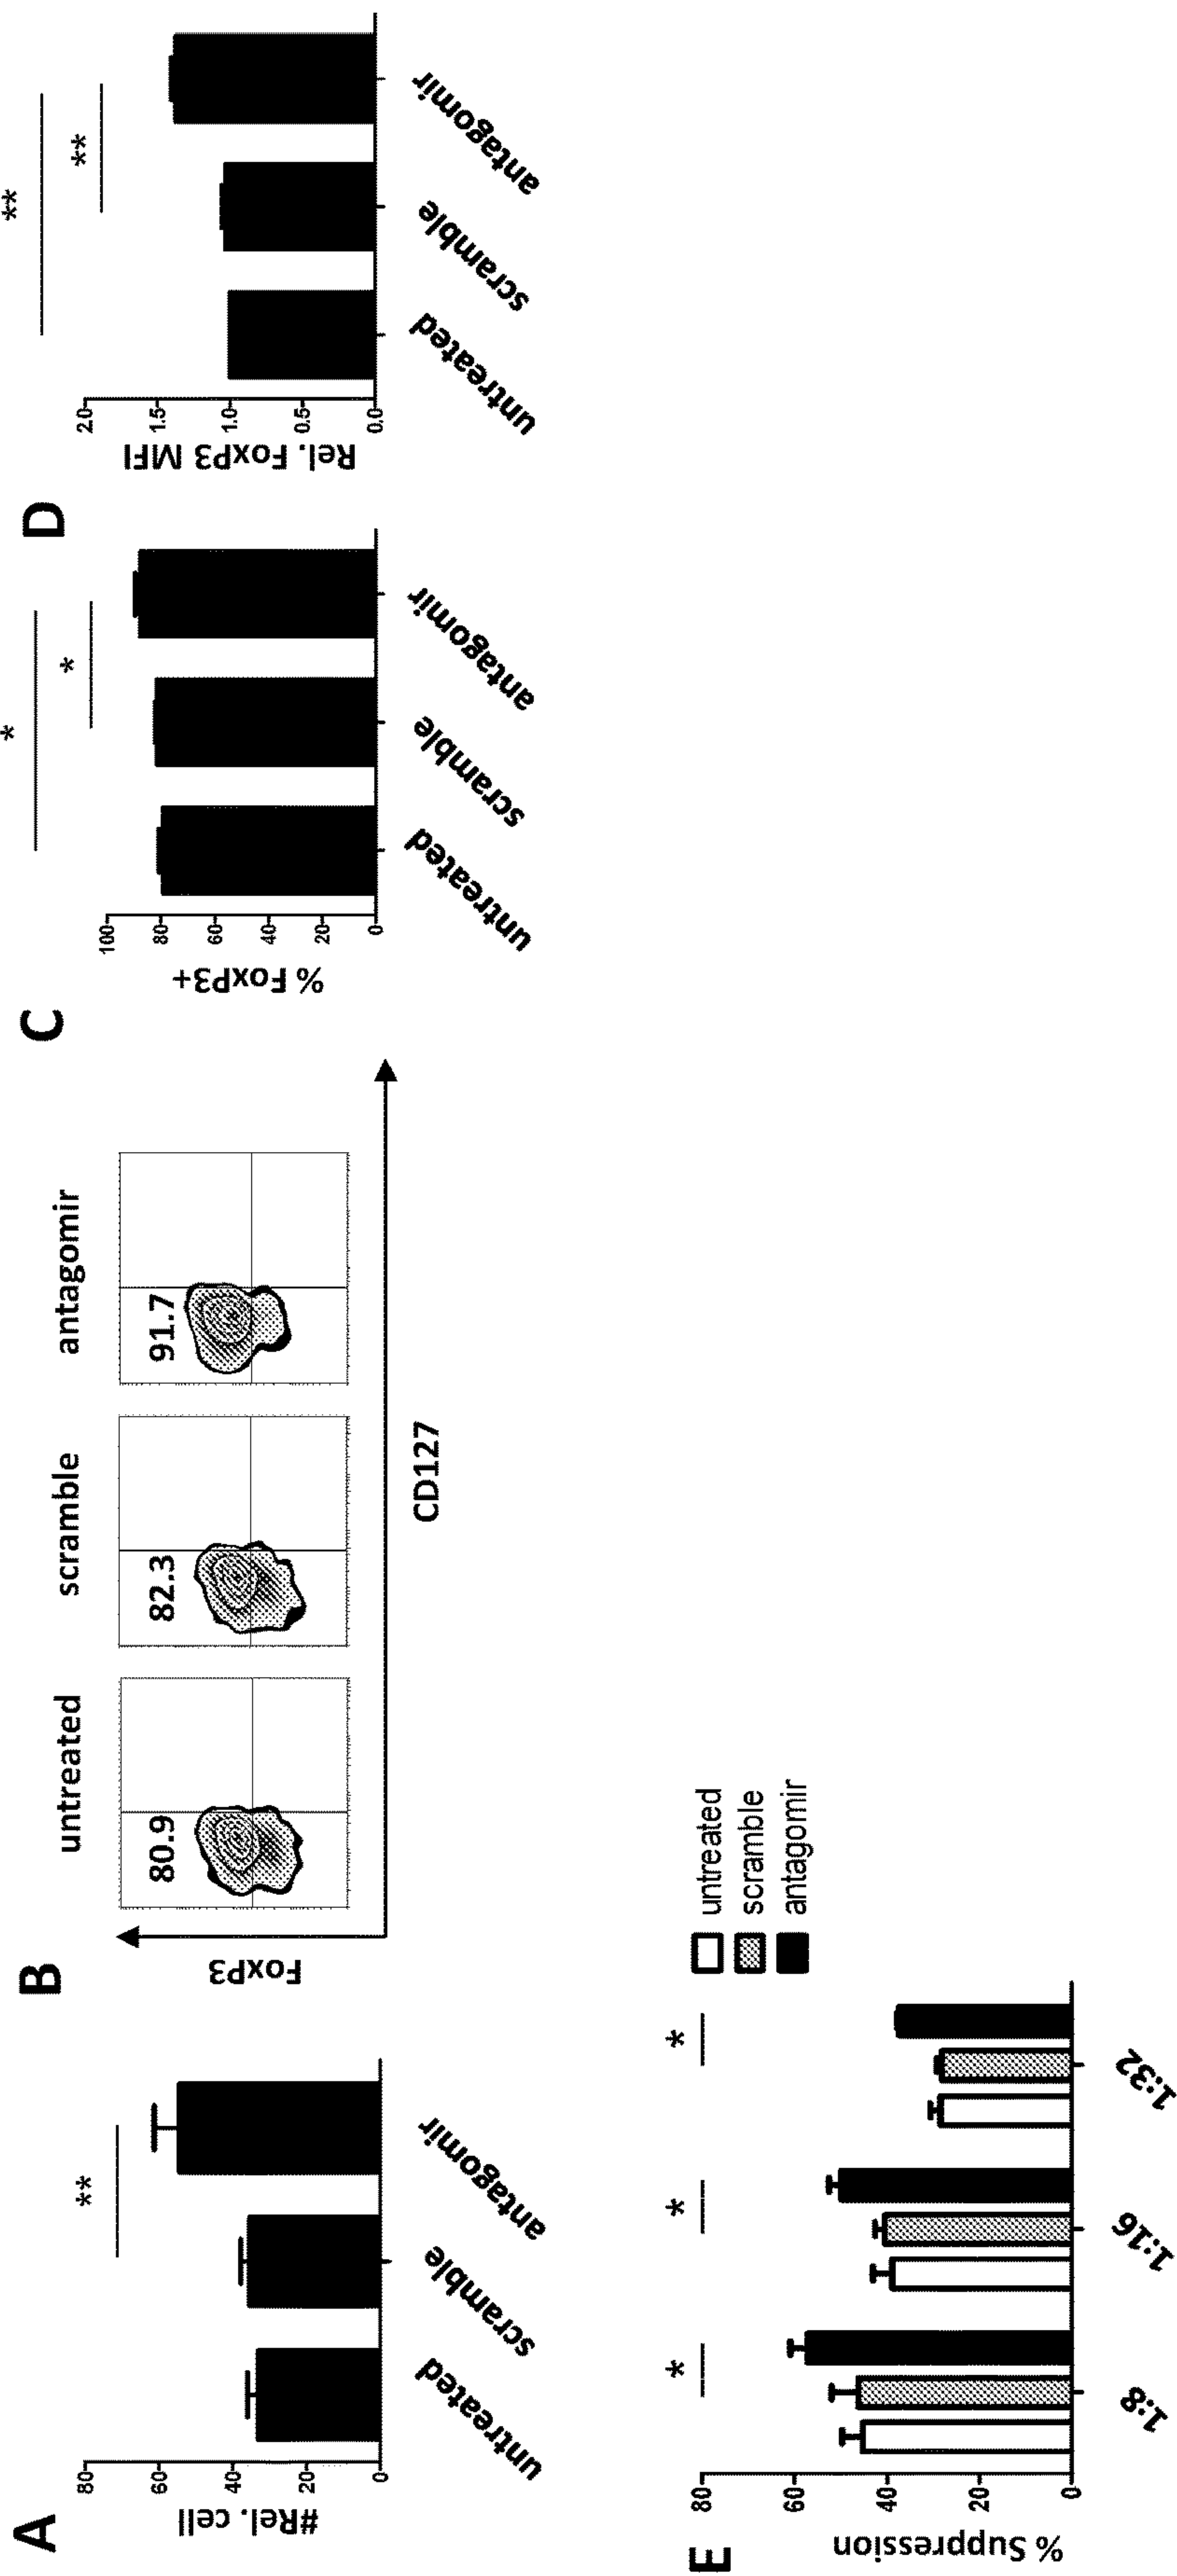 A
#Rel. cell
80
60
40
20
0
**
untreated
scramble
antagomir
B
FoxP3
untreated
scramble
antagomir
80.9
82.3
91.7
CD127
C
% FoxP3+
100
80
60
40
20
0
*
*
untreated
scramble
antagomir
D
Rel. FoxP3 MFI
2.0
1.5
1.0
0.5
0.0
**
**
untreated
scramble
antagomir
E
% Suppression
80
60
40
20
0
*
*
*
1:8
1:16
1:32
untreated
scramble
antagomir